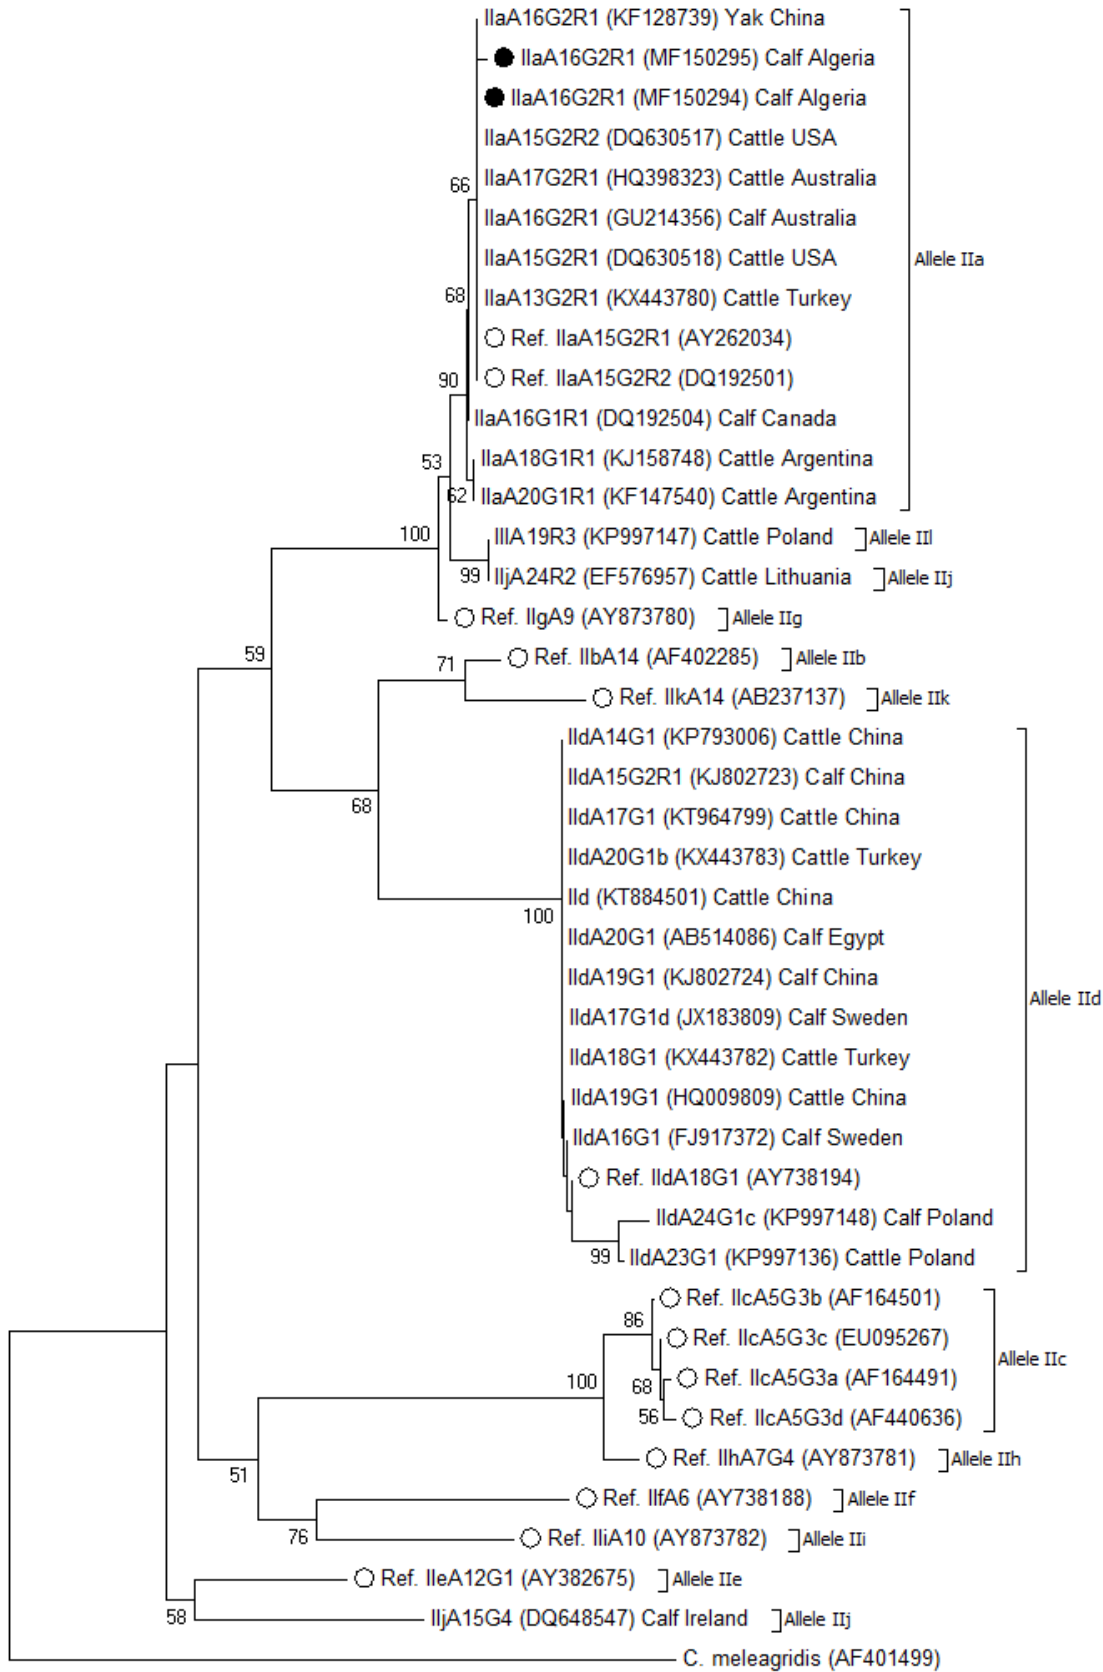 IIaA16G2R1 (KF128739) Yak China
IIaA16G2R1 (MF150295) Calf Algeria
IIaA16G2R1 (MF150294) Calf Algeria
IIaA15G2R2 (DQ630517) Cattle USA
66 IIaA17G2R1 (HQ398323) Cattle Australia
IIaA16G2R1 (GU214356) Calf Australia
IIaA15G2R1 (DQ630518) Cattle USA Allele IIa
68 IIaA13G2R1 (KX443780) Cattle Turkey
Ref. IIaA15G2R1 (AY262034)
90 Ref. IIaA15G2R2 (DQ192501)
IIaA16G1R1 (DQ192504) Calf Canada
53 IIaA18G1R1 (KJ158748) Cattle Argentina
62 IIaA20G1R1 (KF147540) Cattle Argentina
100 IIlA19R3 (KP997147) Cattle Poland Allele IIl
99 IIjA24R2 (EF576957) Cattle Lithuania Allele IIj
Ref. IIgA9 (AY873780) Allele IIg
59 71 Ref. IIbA14 (AF402285) Allele IIb
Ref. IIkA14 (AB237137) Allele IIk
IIdA14G1 (KP793006) Cattle China
IIdA15G2R1 (KJ802723) Calf China
68 IIdA17G1 (KT964799) Cattle China
IIdA20G1b (KX443783) Cattle Turkey
IId (KT884501) Cattle China
100
IIdA20G1 (AB514086) Calf Egypt
IIdA19G1 (KJ802724) Calf China
Allele IId
IIdA17G1d (JX183809) Calf Sweden
IIdA18G1 (KX443782) Cattle Turkey
IIdA19G1 (HQ009809) Cattle China
IIdA16G1 (FJ917372) Calf Sweden
Ref. IIdA18G1 (AY738194)
IIdA24G1c (KP997148) Calf Poland
99 IIdA23G1 (KP997136) Cattle Poland
Ref. IIcA5G3b (AF164501)
86
Ref. IIcA5G3c (EU095267)
Allele IIc
100 68 Ref. IIcA5G3a (AF164491)
56 Ref. IIcA5G3d (AF440636)
Ref. IIhA7G4 (AY873781) Allele IIh
51
Ref. IIfA6 (AY738188) Allele IIf
76 Ref. IIiA10 (AY873782) Allele IIi
Ref. IIeA12G1 (AY382675) Allele IIe
58 IIjA15G4 (DQ648547) Calf Ireland Allele IIj
C. meleagridis (AF401499)